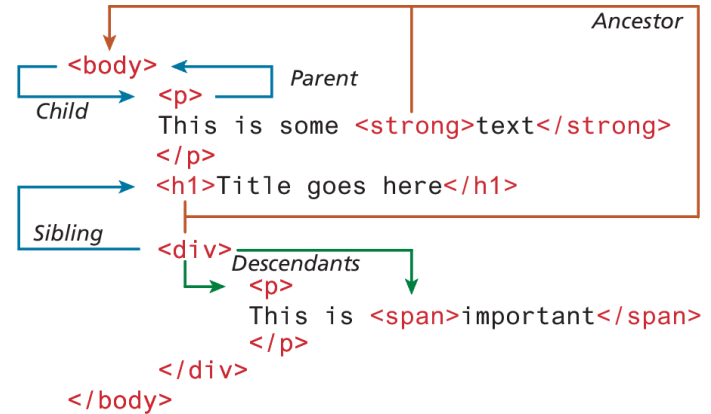 Ancestor
<body>
Parent
Child
<p>
This is some <strong>text</strong>
</p>
<h1>Title goes here</h1>
Sibling
<div>
Descendants
<p>
This is <span>important</span>
</p>
</div>
</body>